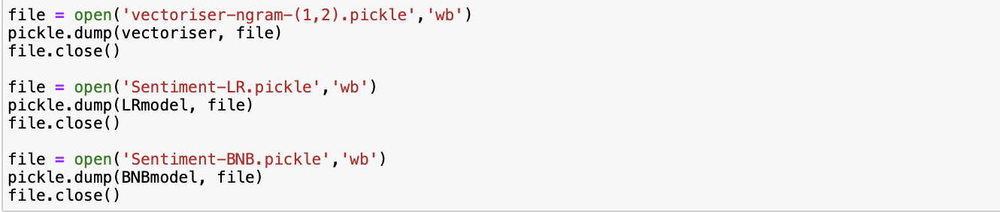 file = open('vectoriser-ngram-(1,2).pickle','wb')
pickle.dump(vectoriser, file)
file.close()

file = open('Sentiment-LR.pickle','wb')
pickle.dump(LRmodel, file)
file.close()

file = open('Sentiment-BNB.pickle','wb')
pickle.dump(BNBmodel, file)
file.close()